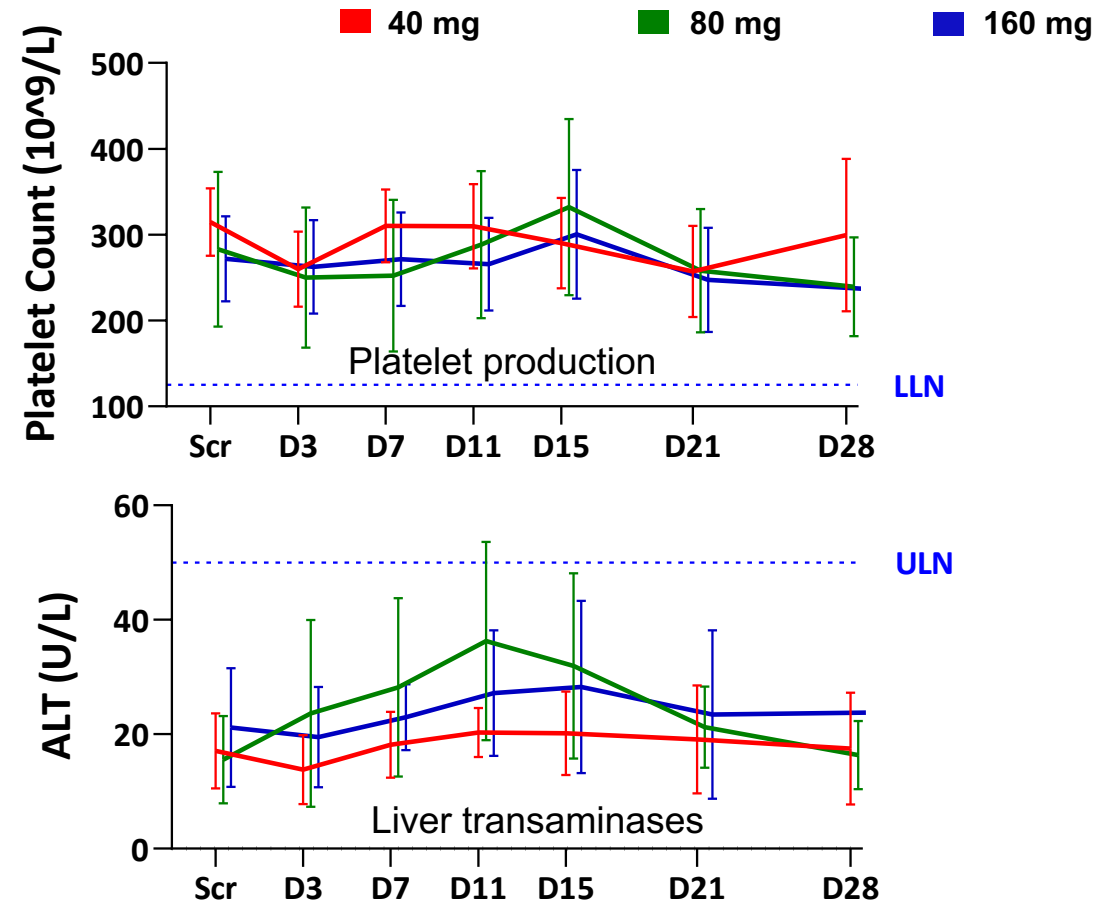 40 mg 80 mg 160 mg
Platelet Count (10^9/L)
500
400
300
200
100
Platelet production
LLN
Scr D3 D7 D11 D15 D21 D28
ALT (U/L)
60
40
20
0
ULN
Liver transaminases
Scr D3 D7 D11 D15 D21 D28